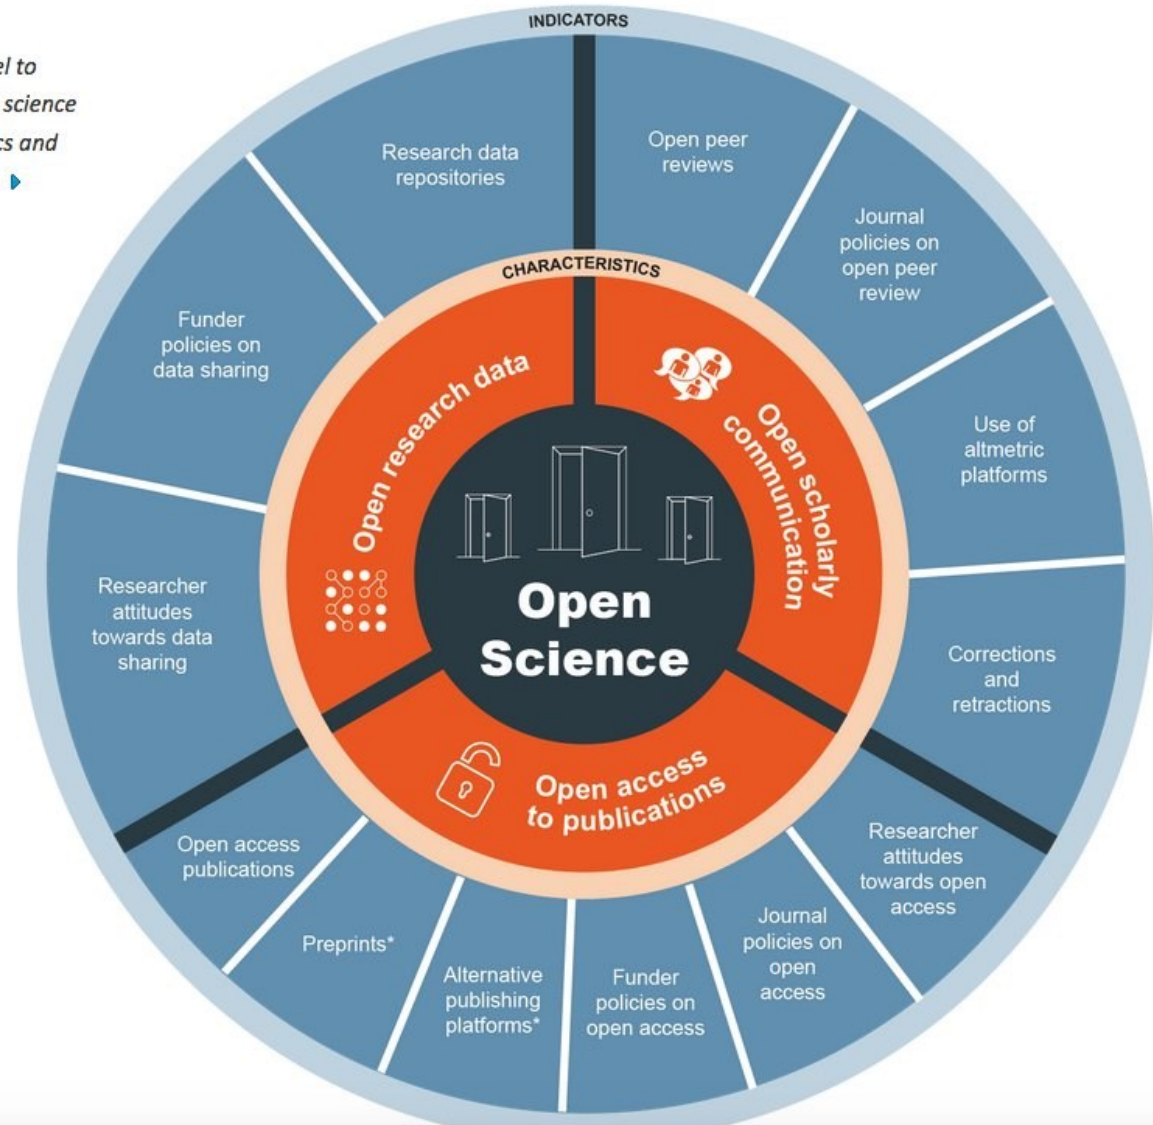 el to
science
cs and
INDICATORS
Research data
repositories
Open peer
reviews
Journal
policies on
open peer
review
Use of
altmetric
platforms
Corrections
and
retractions
Funder
policies on
data sharing
Researcher
attitudes
towards data
sharing
CHARACTERISTICS
Open research data
Open scholarly
communication
Open
Science
Open access
to publications
Open access
publications
Preprints*
Alternative
publishing
platforms*
Funder
policies on
open access
Journal
policies on
open
access
Researcher
attitudes
towards open
access